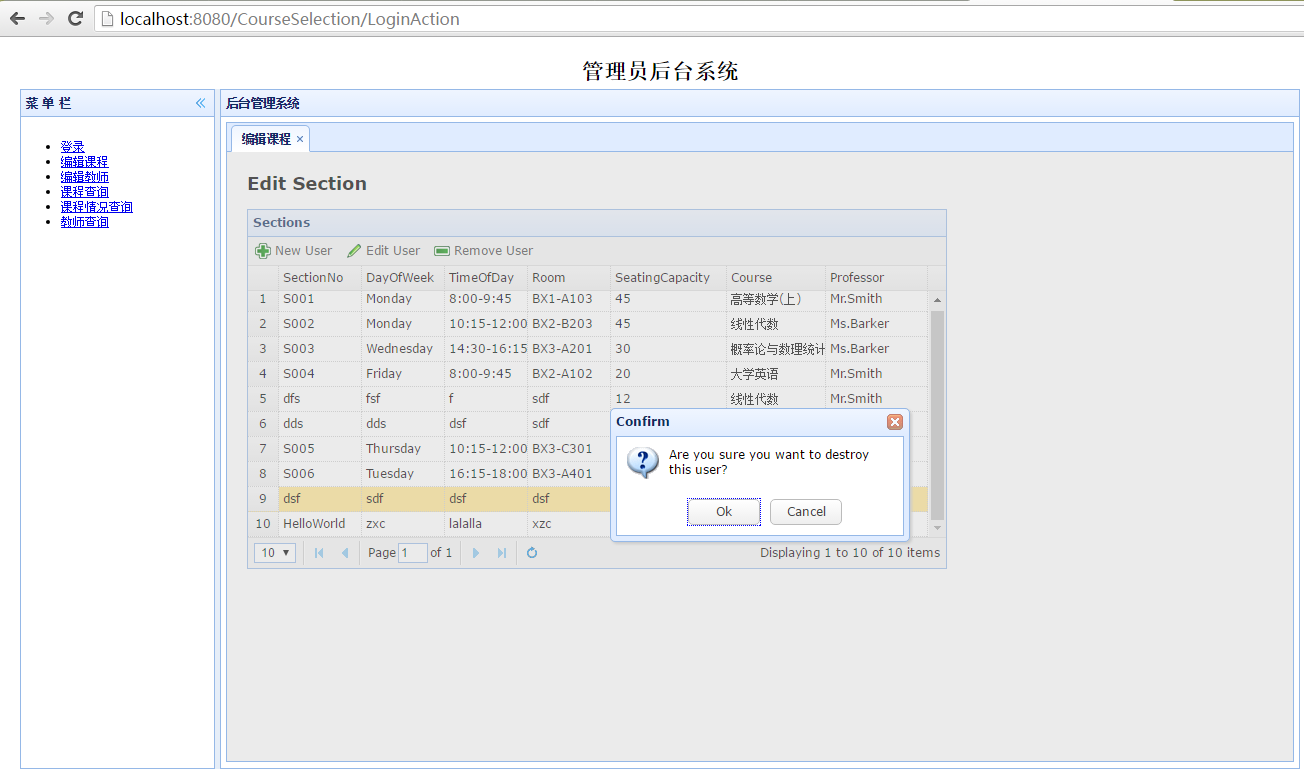 localhost:8080/CourseSelection/LoginAction
管理员后台系统
菜 单 栏
登录
编辑课程
编辑教师
课程查询
课程情况查询
教师查询
后台管理系统
编辑课程
Edit Section
Sections
New User Edit User Remove User
SectionNo DayOfWeek TimeOfDay Room SeatingCapacity Course Professor
1 S001 Monday 8:00-9:45 BX1-A103 45 高等数学(上) Mr.Smith
2 S002 Monday 10:15-12:00 BX2-B203 45 线性代数 Ms.Barker
3 S003 Wednesday 14:30-16:15 BX3-A201 30 概率论与数理统计 Ms.Barker
4 S004 Friday 8:00-9:45 BX2-A102 20 大学英语 Mr.Smith
5 dfs fsf f sdf 12 线性代数 Mr.Smith
6 dds dds dsf sdf
7 S005 Thursday 10:15-12:00 BX3-C301
8 S006 Tuesday 16:15-18:00 BX3-A401
9 dsf sdf dsf dsf
10 HelloWorld zxc lalalla xzc
Confirm
Are you sure you want to destroy
this user?
Ok Cancel
10 Page 1 of 1 Displaying 1 to 10 of 10 items